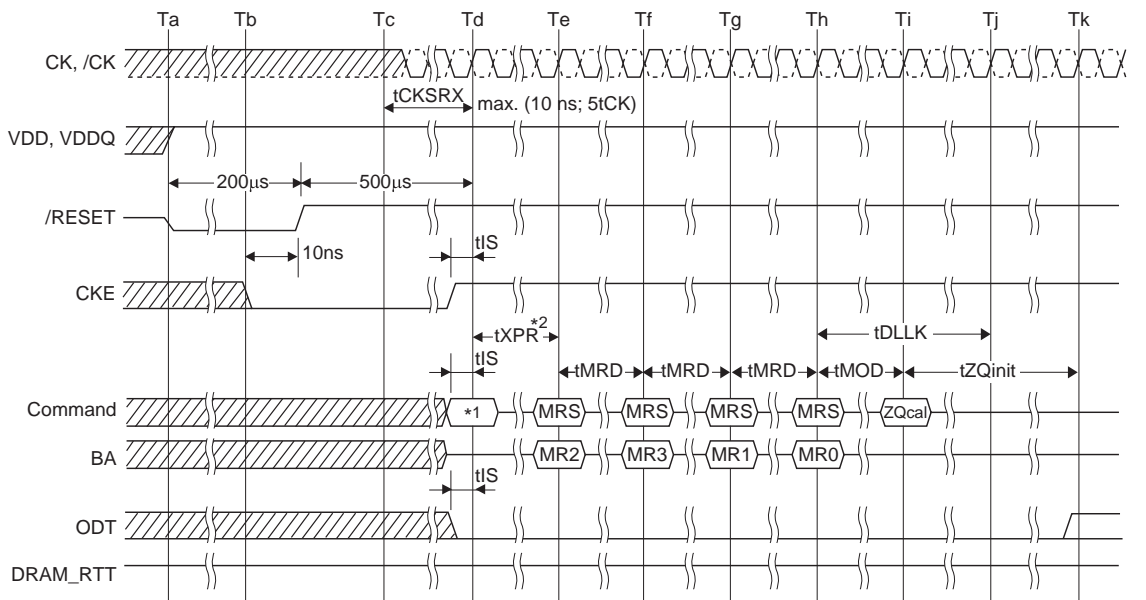 Ta Tb Tc Td Te Tf Tg Th Ti Tj Tk
CK, /CK
tCKSRX max. (10 ns; 5tCK)
VDD, VDDQ
200μs 500μs
/RESET
10ns tIS
CKE
tXPR*2 tDLLK
tIS
tMRD tMRD tMRD tMOD tZQinit
Command *1 MRS MRS MRS MRS ZQcal
BA MR2 MR3 MR1 MR0
tIS
ODT
DRAM_RTT